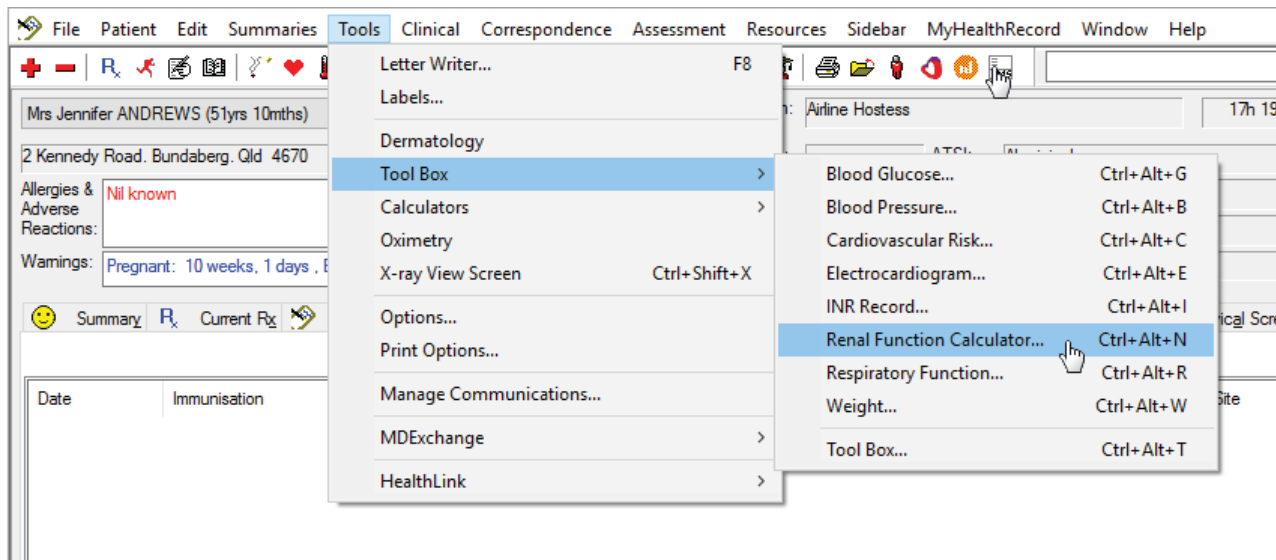 File Patient Edit Summaries Tools Clinical Correspondence Assessment Resources Sidebar MyHealthRecord Window Help
Mrs Jennifer ANDREWS (51yrs 10mths)
Airline Hostess
17h 19
2 Kennedy Road. Bundaberg. Qld 4670
Allergies &
Adverse
Reactions:
Nil known
Warnings:
Pregnant: 10 weeks, 1 days ,
Summary
Current Rx
Date
Immunisation
Letter Writer... F8
Labels...
Dermatology
Tool Box
Calculators
Oximetry
X-ray View Screen Ctrl+Shift+X
Options...
Print Options...
Manage Communications...
MDExchange
HealthLink
Blood Glucose... Ctrl+Alt+G
Blood Pressure... Ctrl+Alt+B
Cardiovascular Risk... Ctrl+Alt+C
Electrocardiogram... Ctrl+Alt+E
INR Record... Ctrl+Alt+I
Renal Function Calculator... Ctrl+Alt+N
Respiratory Function... Ctrl+Alt+R
Weight... Ctrl+Alt+W
Tool Box... Ctrl+Alt+T